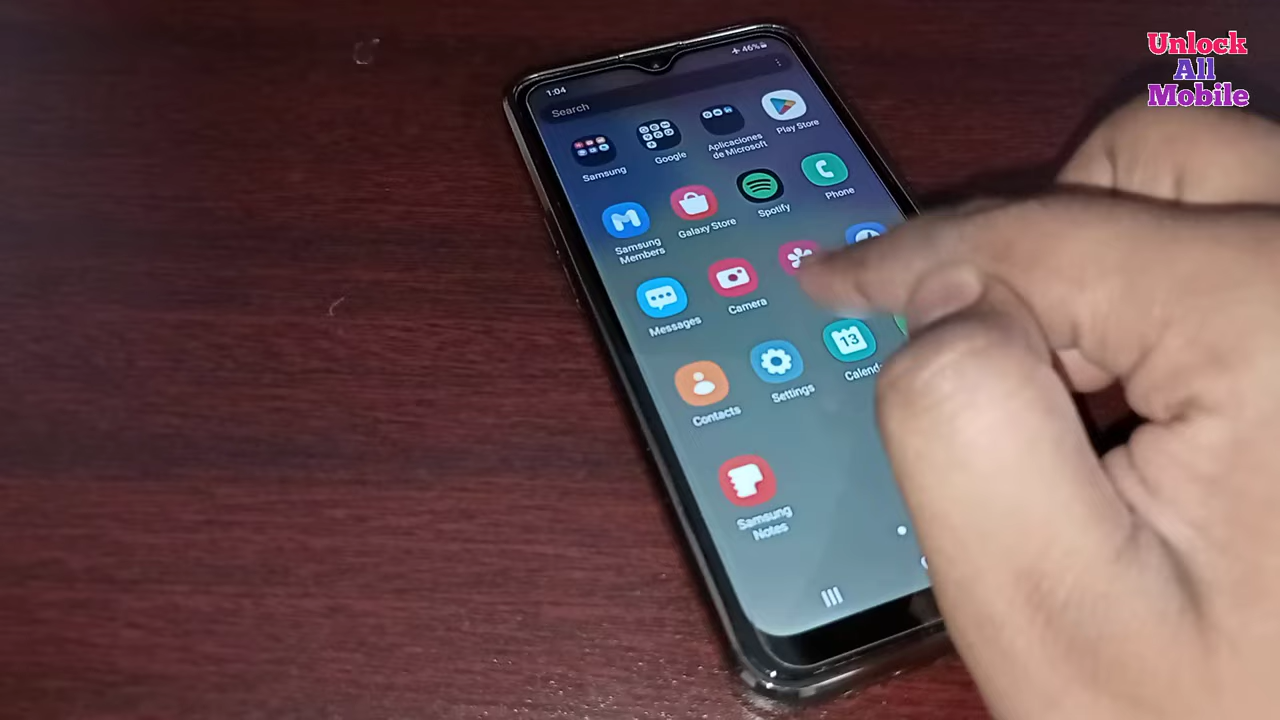 Unlock
All
Mobile
1:04
46%
Search
Samsung
Google
Aplicaciones
de Microsoft
Play Store
Samsung
Members
Galaxy Store
Spotify
Phone
Messages
Camera
Contacts
Settings
13
Calend
Samsung
Notes